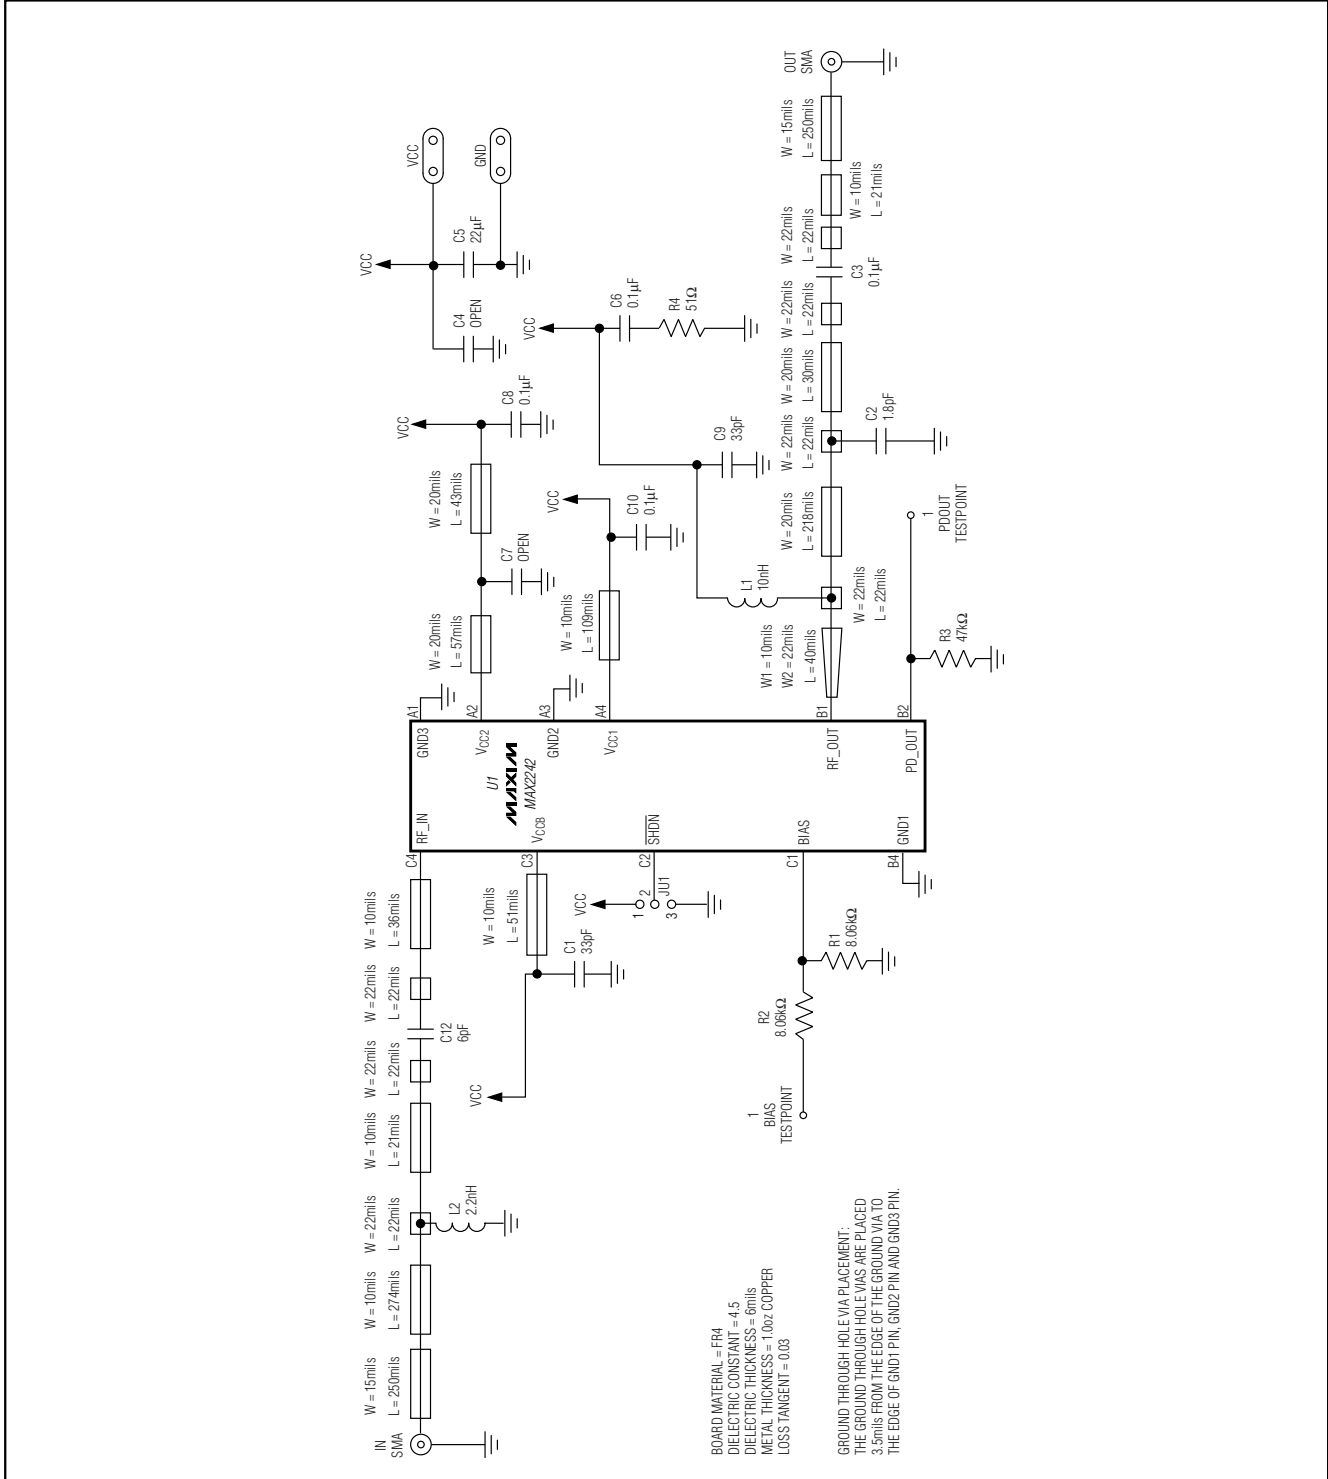 IN
SMA
W = 15mils
L = 250mils
W = 10mils
L = 274mils
W = 22mils
L = 22mils
L2
2.2nH
W = 10mils
L = 21mils
W = 22mils
L = 22mils
C12
6pF
W = 22mils
L = 22mils
W = 10mils
L = 36mils
C4
RF_IN
VCC
C1
33pF
W = 10mils
L = 51mils
C3
VCCB
VCC
1
2
3
JU1
C2
SHDN
1
BIAS
TESTPOINT
R2
8.06kΩ
R1
8.06kΩ
C1
BIAS
B4
GND1
U1
MAXIM
MAX2242
GND3
A1
VCC2
A2
W = 20mils
L = 57mils
C7
OPEN
W = 20mils
L = 43mils
VCC
C8
0.1µF
GND2
A3
VCC1
A4
W = 10mils
L = 109mils
VCC
C10
0.1µF
VCC
C4
OPEN
C5
22µF
VCC
GND
VCC
C6
0.1µF
R4
51Ω
C9
33pF
L1
10nH
RF_OUT
B1
W1 = 10mils
W2 = 22mils
L = 40mils
W = 22mils
L = 22mils
W = 20mils
L = 218mils
W = 22mils
L = 22mils
C2
1.8pF
W = 20mils
L = 30mils
W = 22mils
L = 22mils
C3
0.1µF
W = 22mils
L = 22mils
W = 10mils
L = 21mils
W = 15mils
L = 250mils
OUT
SMA
PD_OUT
B2
R3
47kΩ
1
PDOUT
TESTPOINT
BOARD MATERIAL = FR4
DIELECTRIC CONSTANT = 4.5
DIELECTRIC THICKNESS = 6mils
METAL THICKNESS = 1.0oz COPPER
LOSS TANGENT = 0.03
GROUND THROUGH HOLE VIA PLACEMENT:
THE GROUND THROUGH HOLE VIAS ARE PLACED
3.5mils FROM THE EDGE OF THE GROUND VIA TO
THE EDGE OF GND1 PIN, GND2 PIN AND GND3 PIN.